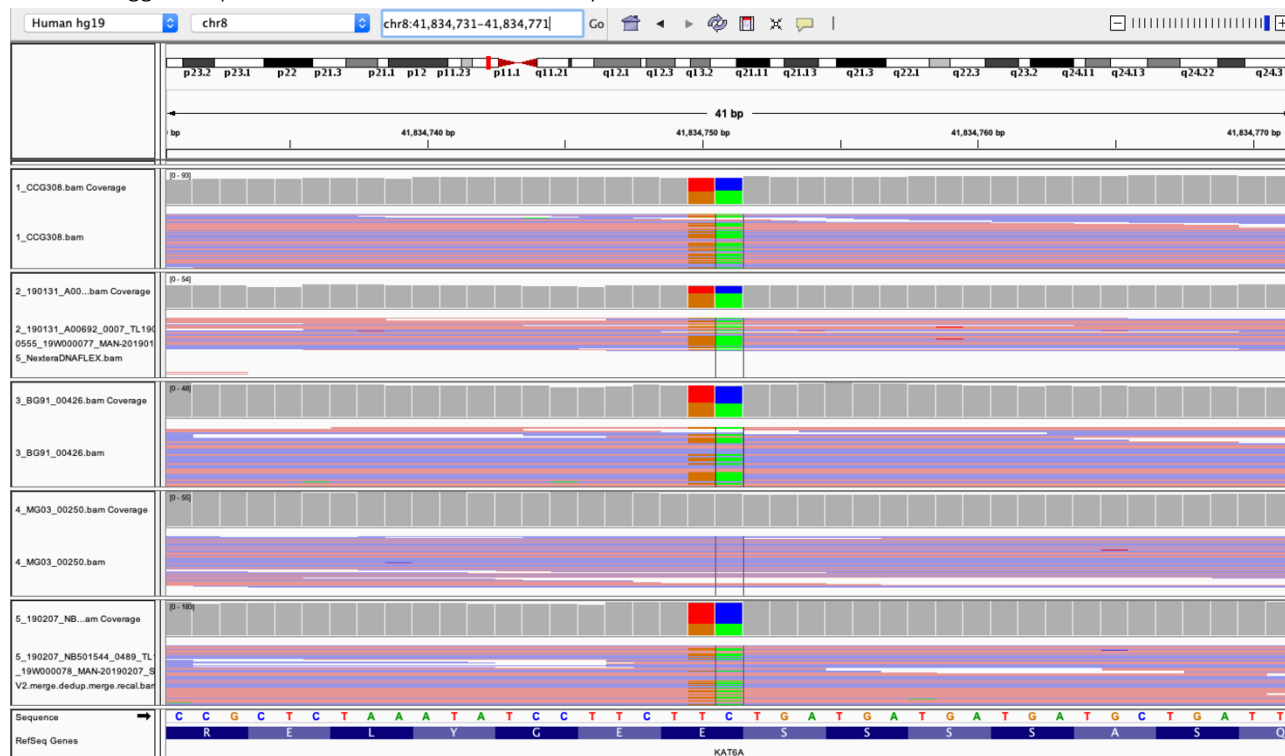 Human hg19 chr8 chr8:41,834,731-41,834,771 Go
p23.2 p23.1 p22 p21.3 p21.1 p12 p11.23 p11.1 q11.21 q12.1 q12.3 q13.2 q21.11 q21.13 q21.3 q22.1 q22.3 q23.2 q24.11 q24.13 q24.22 q24.3
41 bp
bp 41,834,740 bp 41,834,750 bp 41,834,760 bp 41,834,770 bp
[0 - 93]
1_CCG308.bam Coverage
1_CCG308.bam
[0 - 54]
2_190131_A00...bam Coverage
2_190131_A00692_0007_TL190
0555_19W000077_MAN-201901
5_NexteraDNAFLEX.bam
[0 - 48]
3_BG91_00426.bam Coverage
3_BG91_00426.bam
[0 - 55]
4_MG03_00250.bam Coverage
4_MG03_00250.bam
[0 - 183]
5_190207_NB...am Coverage
5_190207_NB501544_0489_TL
_19W000078_MAN-20190207_S
V2.merge.dedup.merge.recal.bar
Sequence C C G C T C T A A A T A T C C T T C T T C T G A T G A T G A T G A T G C T G A T T
RefSeq Genes R E L Y G E E S S S S A S Q
KAT6A